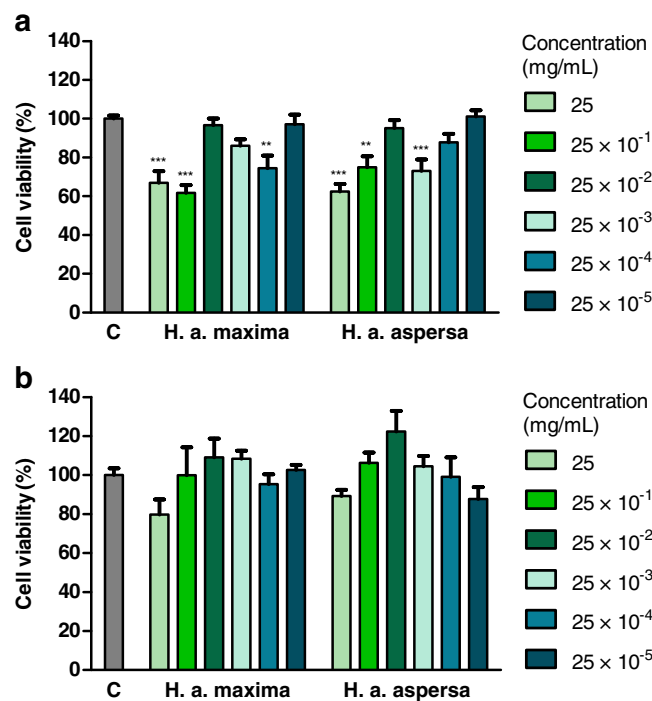 a
140
120
100
80
60
40
20
0
Cell viability (%)
***
***
**
***
**
***
C
H. a. maxima
H. a. aspersa
Concentration
(mg/mL)
25
25 × 10⁻¹
25 × 10⁻²
25 × 10⁻³
25 × 10⁻⁴
25 × 10⁻⁵
b
140
120
100
80
60
40
20
0
Cell viability (%)
C
H. a. maxima
H. a. aspersa
Concentration
(mg/mL)
25
25 × 10⁻¹
25 × 10⁻²
25 × 10⁻³
25 × 10⁻⁴
25 × 10⁻⁵